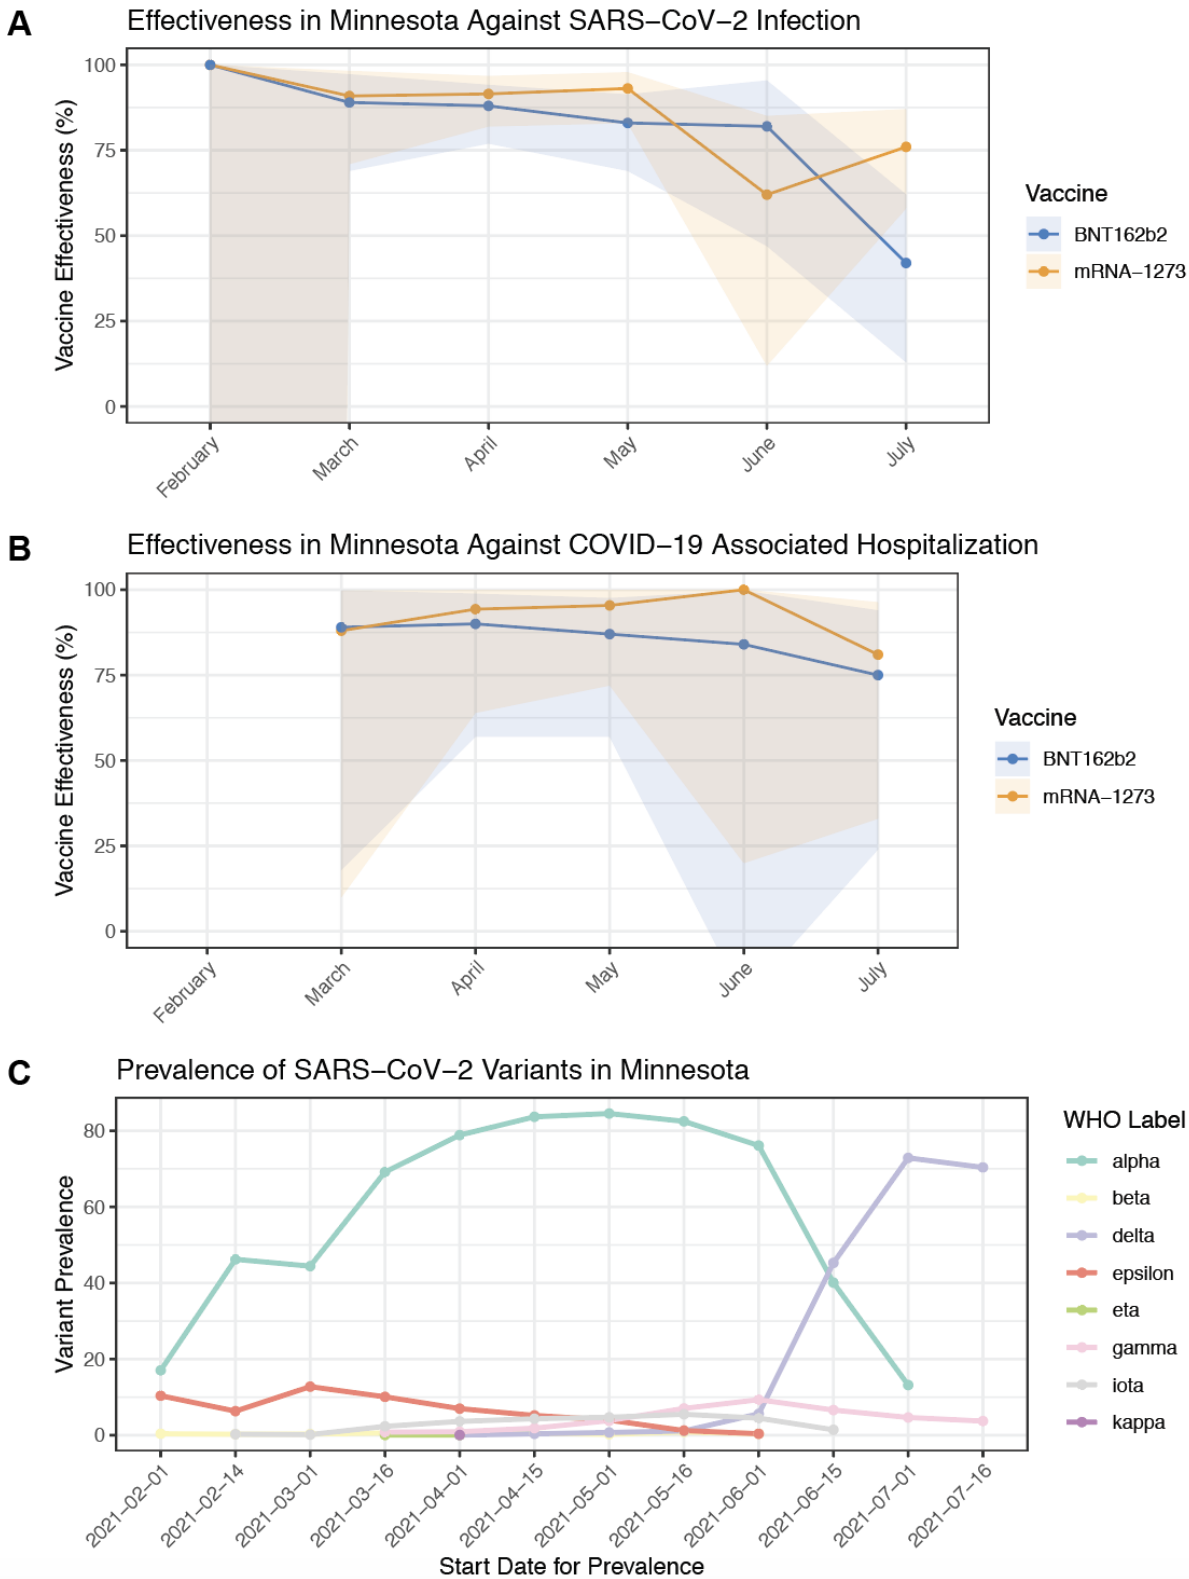 A
Effectiveness in Minnesota Against SARS−CoV−2 Infection
Vaccine Effectiveness (%)
100
75
50
25
0
February
March
April
May
June
July
Vaccine
BNT162b2
mRNA−1273
B
Effectiveness in Minnesota Against COVID−19 Associated Hospitalization
Vaccine Effectiveness (%)
100
75
50
25
0
February
March
April
May
June
July
Vaccine
BNT162b2
mRNA−1273
C
Prevalence of SARS−CoV−2 Variants in Minnesota
Variant Prevalence
80
60
40
20
0
2021−02−01
2021−02−14
2021−03−01
2021−03−16
2021−04−01
2021−04−15
2021−05−01
2021−05−16
2021−06−01
2021−06−15
2021−07−01
2021−07−16
Start Date for Prevalence
WHO Label
alpha
beta
delta
epsilon
eta
gamma
iota
kappa